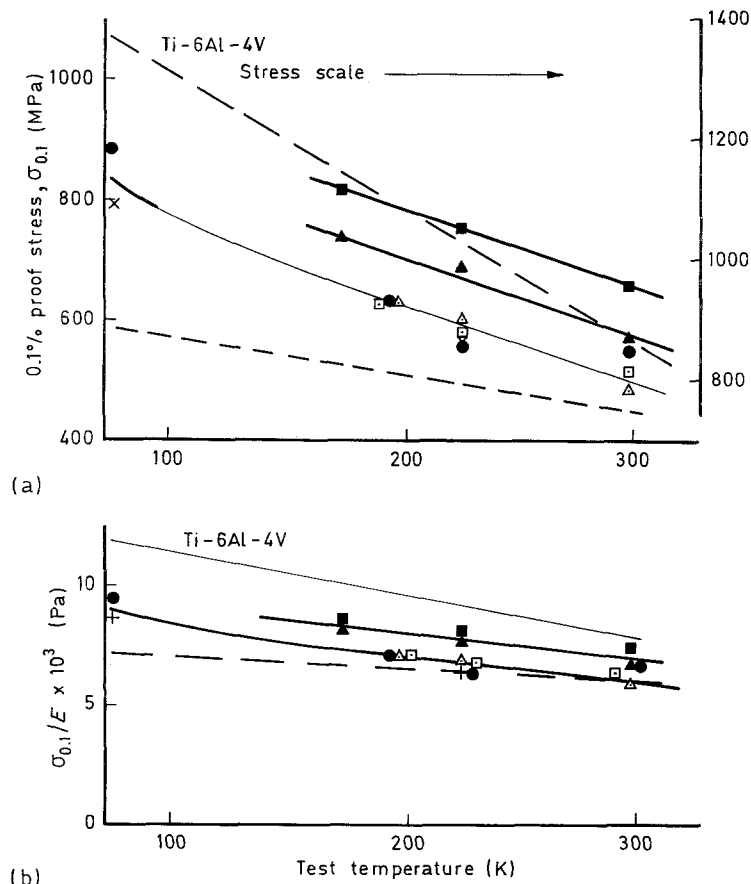 1400
Ti-6Al-4V
Stress scale
1000
1200
800
1000
600
800
400
100
200
300
0.1% proof stress, σ0.1 (MPa)
(a)
Ti-6Al-4V
10
5
0
100
200
300
σ0.1/E x 10³ (Pa)
Test temperature (K)
(b)